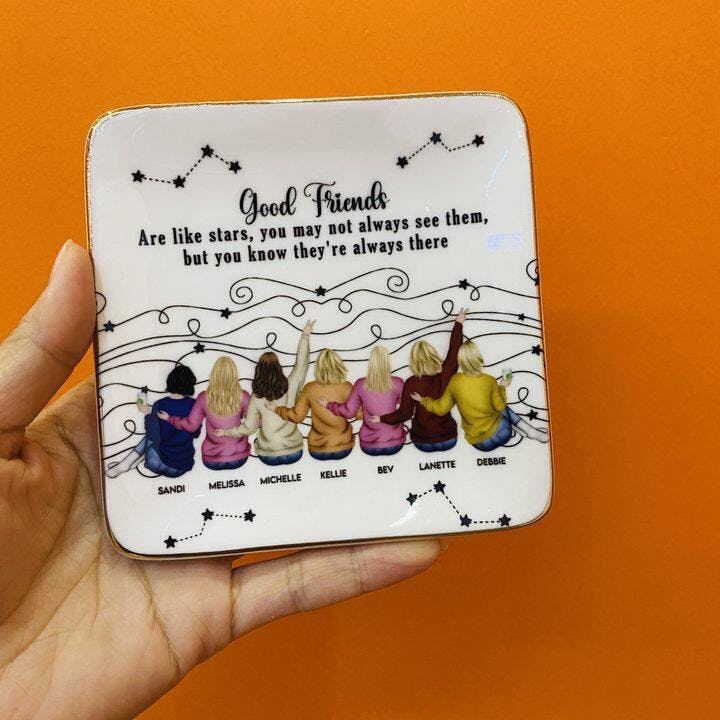 Good Friends
Are like stars, you may not always see them,
but you know they're always there
SANDI MELISSA MICHELLE KELLIE BEV LANETTE DEBBIE